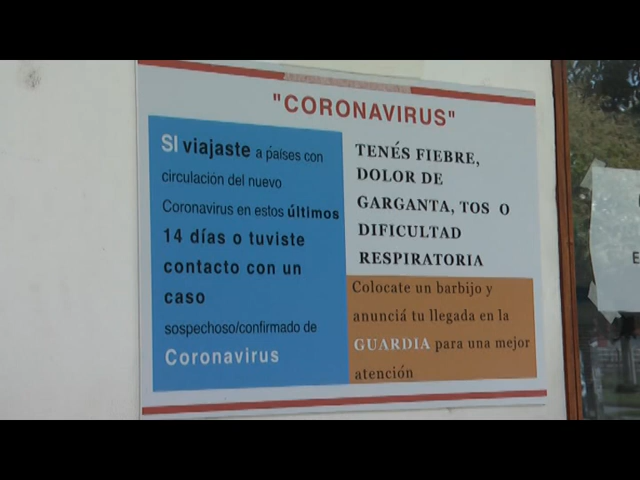 "CORONAVIRUS"
SI viajaste a países con
circulación del nuevo
Coronavirus en estos últimos
14 días o tuviste
contacto con un
caso
sospechoso/confirmado de
Coronavirus
TENÉS FIEBRE,
DOLOR DE
GARGANTA, TOS O
DIFICULTAD
RESPIRATORIA
Colocate un barbijo y
anunciá tu llegada en la
GUARDIA para una mejor
atención